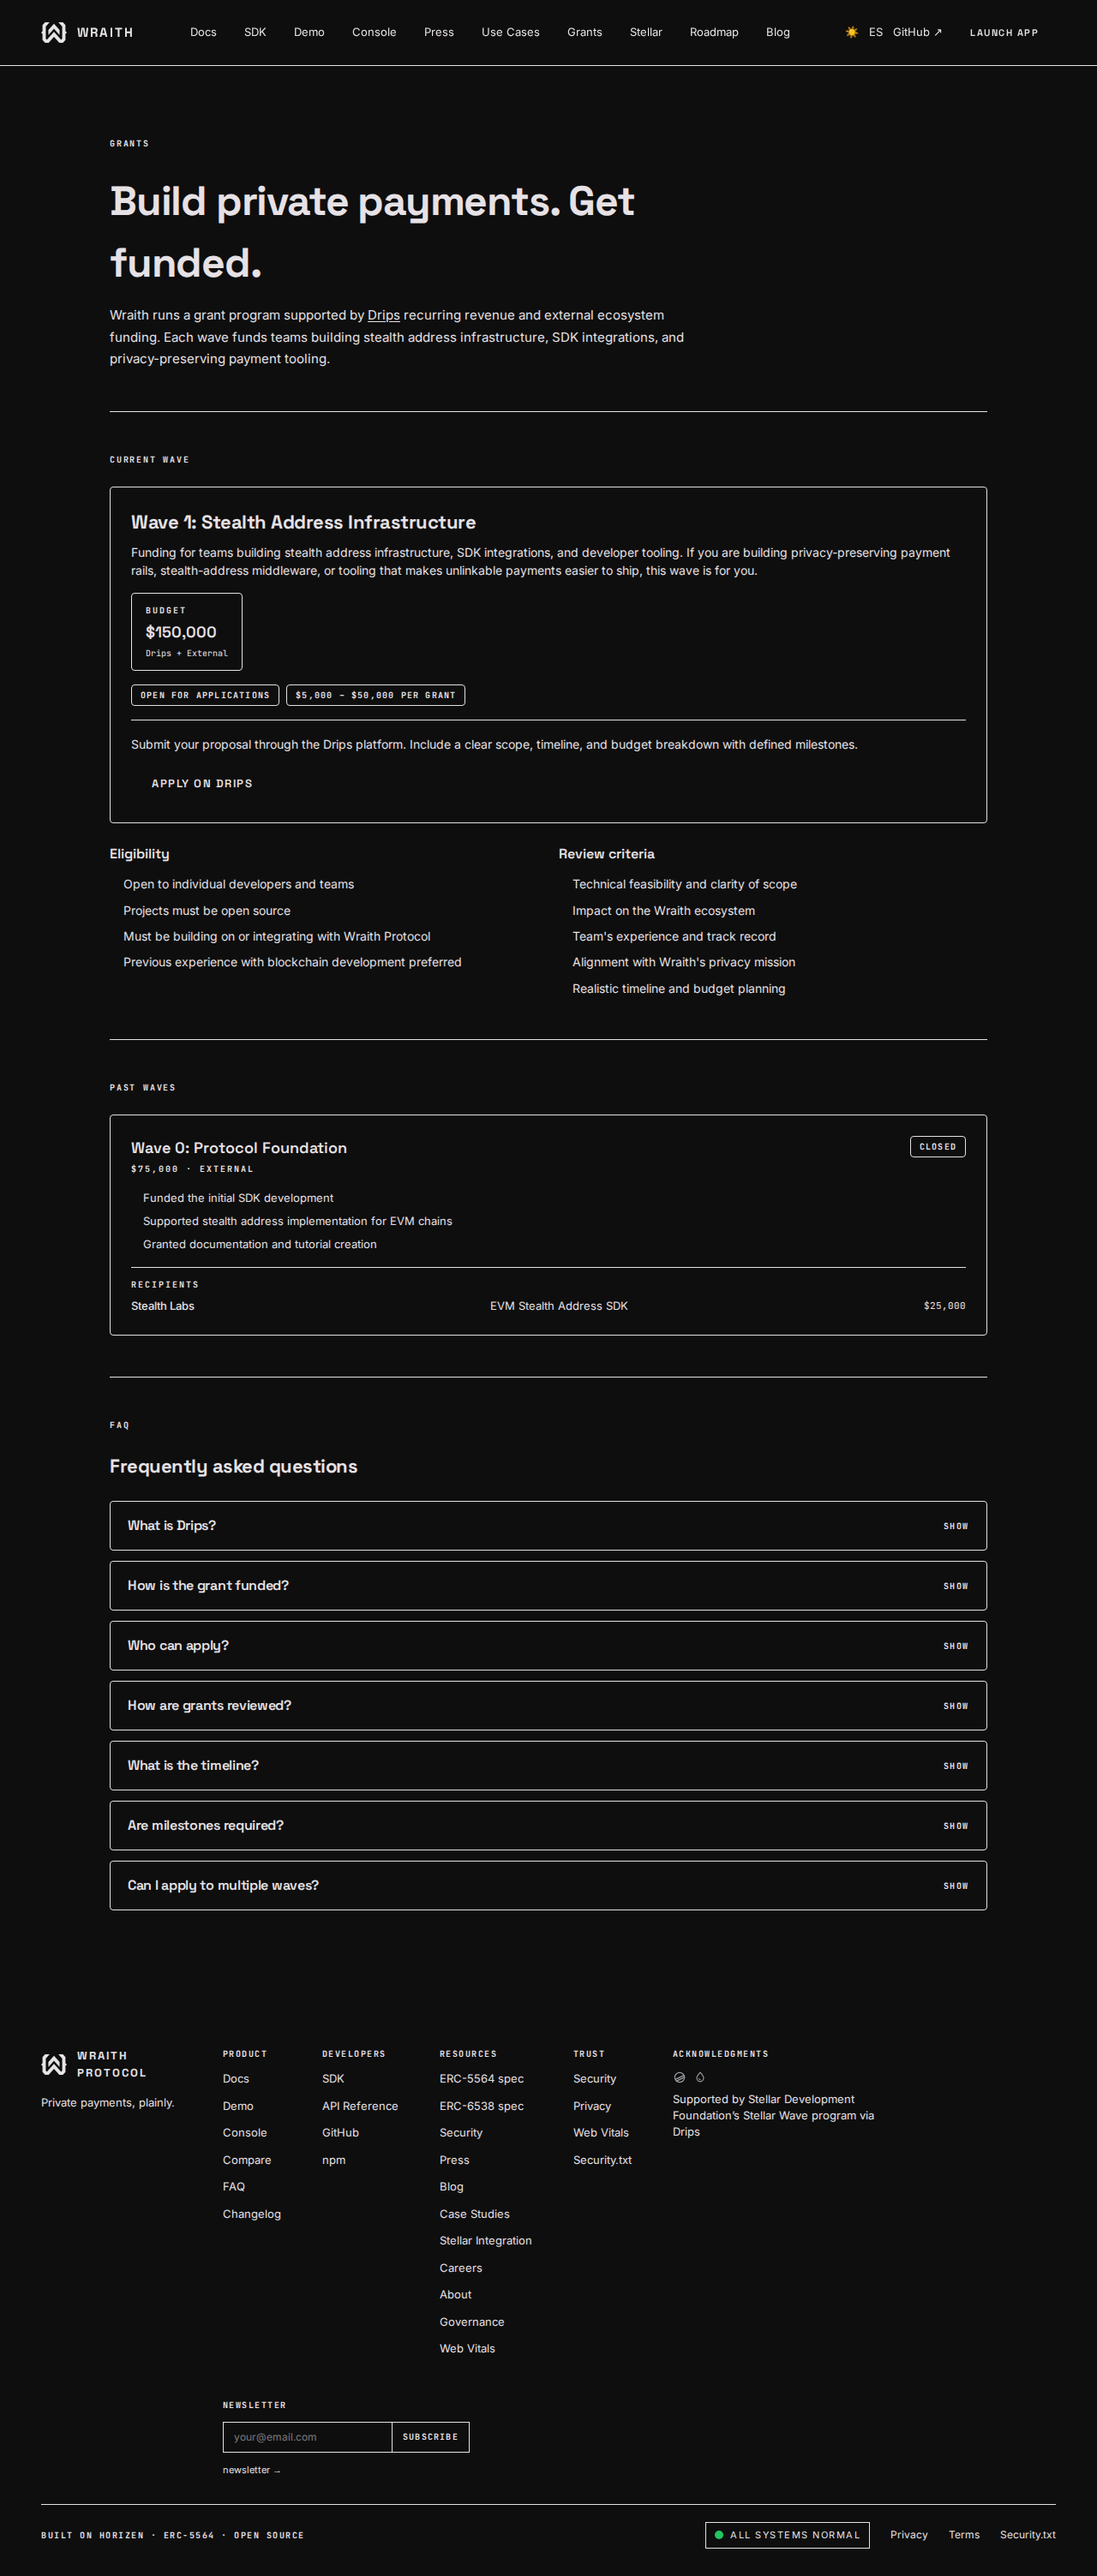 WRAITH
Docs
SDK
Demo
Console
Press
Use Cases
Grants
Stellar
Roadmap
Blog
ES
GitHub ↗
LAUNCH APP
GRANTS
Build private payments. Get
funded.
Wraith runs a grant program supported by Drips recurring revenue and external ecosystem
funding. Each wave funds teams building stealth address infrastructure, SDK integrations, and
privacy-preserving payment tooling.
CURRENT WAVE
Wave 1: Stealth Address Infrastructure
Funding for teams building stealth address infrastructure, SDK integrations, and developer tooling. If you are building privacy-preserving payment
rails, stealth-address middleware, or tooling that makes unlinkable payments easier to ship, this wave is for you.
BUDGET
$150,000
Drips + External
OPEN FOR APPLICATIONS
$5,000 – $50,000 PER GRANT
Submit your proposal through the Drips platform. Include a clear scope, timeline, and budget breakdown with defined milestones.
APPLY ON DRIPS
Eligibility
Open to individual developers and teams
Projects must be open source
Must be building on or integrating with Wraith Protocol
Previous experience with blockchain development preferred
Review criteria
Technical feasibility and clarity of scope
Impact on the Wraith ecosystem
Team's experience and track record
Alignment with Wraith's privacy mission
Realistic timeline and budget planning
PAST WAVES
Wave 0: Protocol Foundation
CLOSED
$75,000 · EXTERNAL
Funded the initial SDK development
Supported stealth address implementation for EVM chains
Granted documentation and tutorial creation
RECIPIENTS
Stealth Labs
EVM Stealth Address SDK
$25,000
FAQ
Frequently asked questions
What is Drips?
SHOW
How is the grant funded?
SHOW
Who can apply?
SHOW
How are grants reviewed?
SHOW
What is the timeline?
SHOW
Are milestones required?
SHOW
Can I apply to multiple waves?
SHOW
WRAITH
PROTOCOL
Private payments, plainly.
PRODUCT
Docs
Demo
Console
Compare
FAQ
Changelog
DEVELOPERS
SDK
API Reference
GitHub
npm
RESOURCES
ERC-5564 spec
ERC-6538 spec
Security
Press
Blog
Case Studies
Stellar Integration
Careers
About
Governance
Web Vitals
TRUST
Security
Privacy
Web Vitals
Security.txt
ACKNOWLEDGMENTS
Supported by Stellar Development
Foundation's Stellar Wave program via
Drips
NEWSLETTER
your@email.com
SUBSCRIBE
newsletter →
BUILT ON HORIZEN · ERC-5564 · OPEN SOURCE
ALL SYSTEMS NORMAL
Privacy
Terms
Security.txt